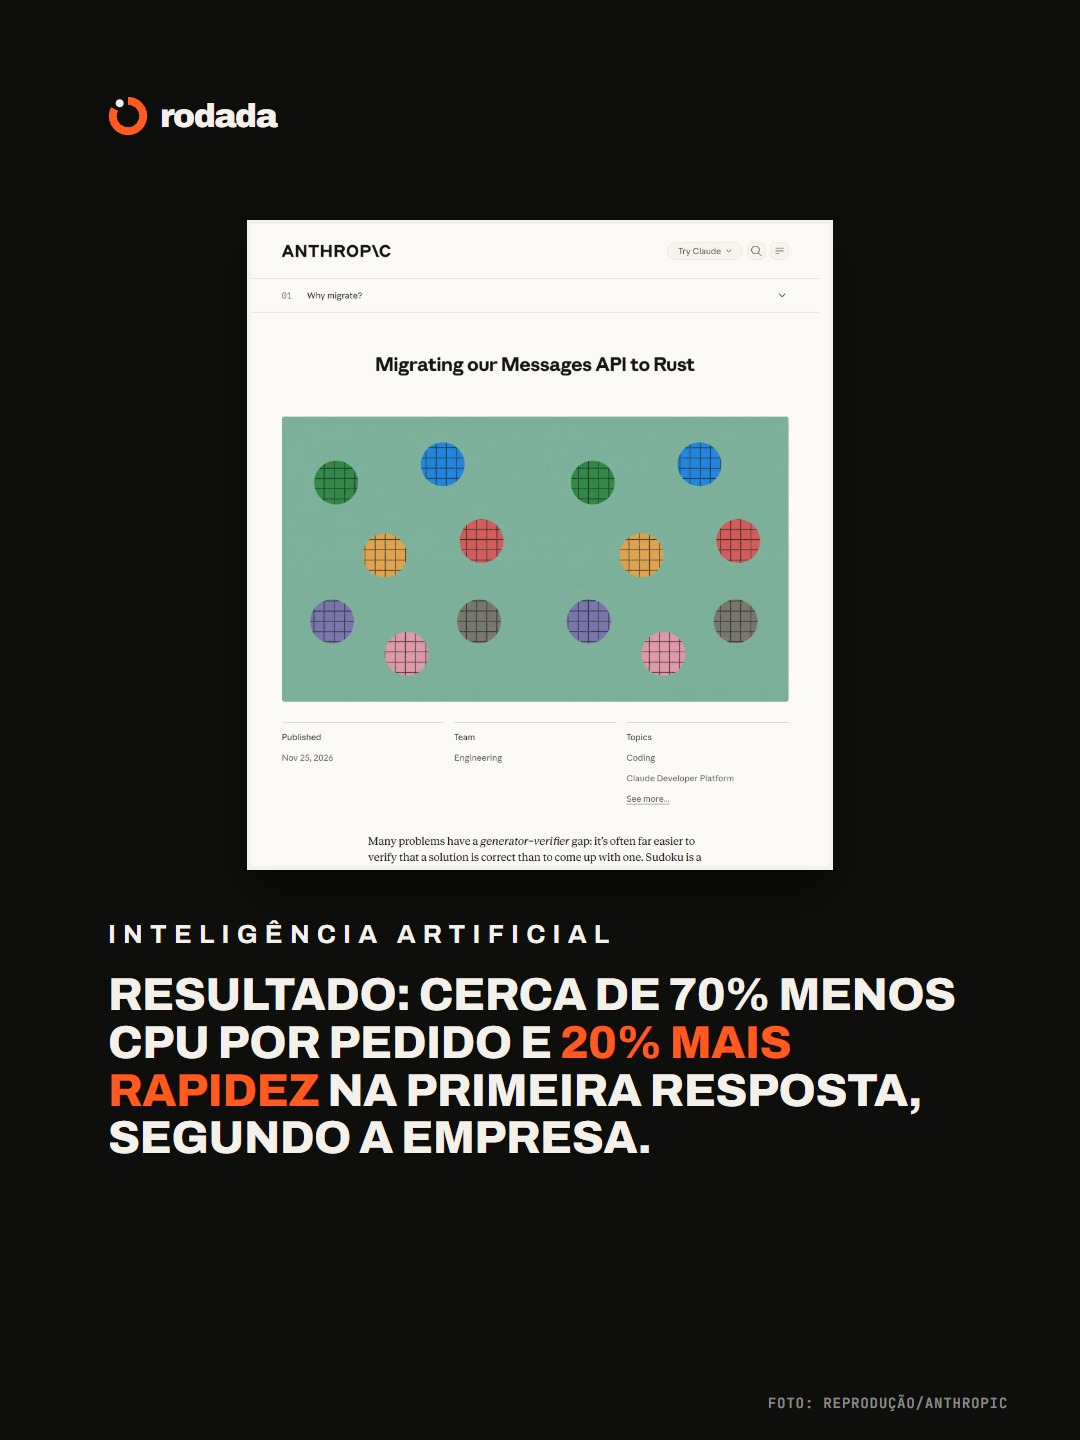 rodada
ANTHROP\C
Try Claude
01 Why migrate?
Migrating our Messages API to Rust
Published
Team
Topics
Nov 25, 2026
Engineering
Coding
Claude Developer Platform
See more...
Many problems have a generator-verifier gap: it's often far easier to
verify that a solution is correct than to come up with one. Sudoku is a
INTELIGÊNCIA ARTIFICIAL
RESULTADO: CERCA DE 70% MENOS
CPU POR PEDIDO E 20% MAIS
RAPIDEZ NA PRIMEIRA RESPOSTA,
SEGUNDO A EMPRESA.
FOTO: REPRODUÇÃO/ANTHROPIC